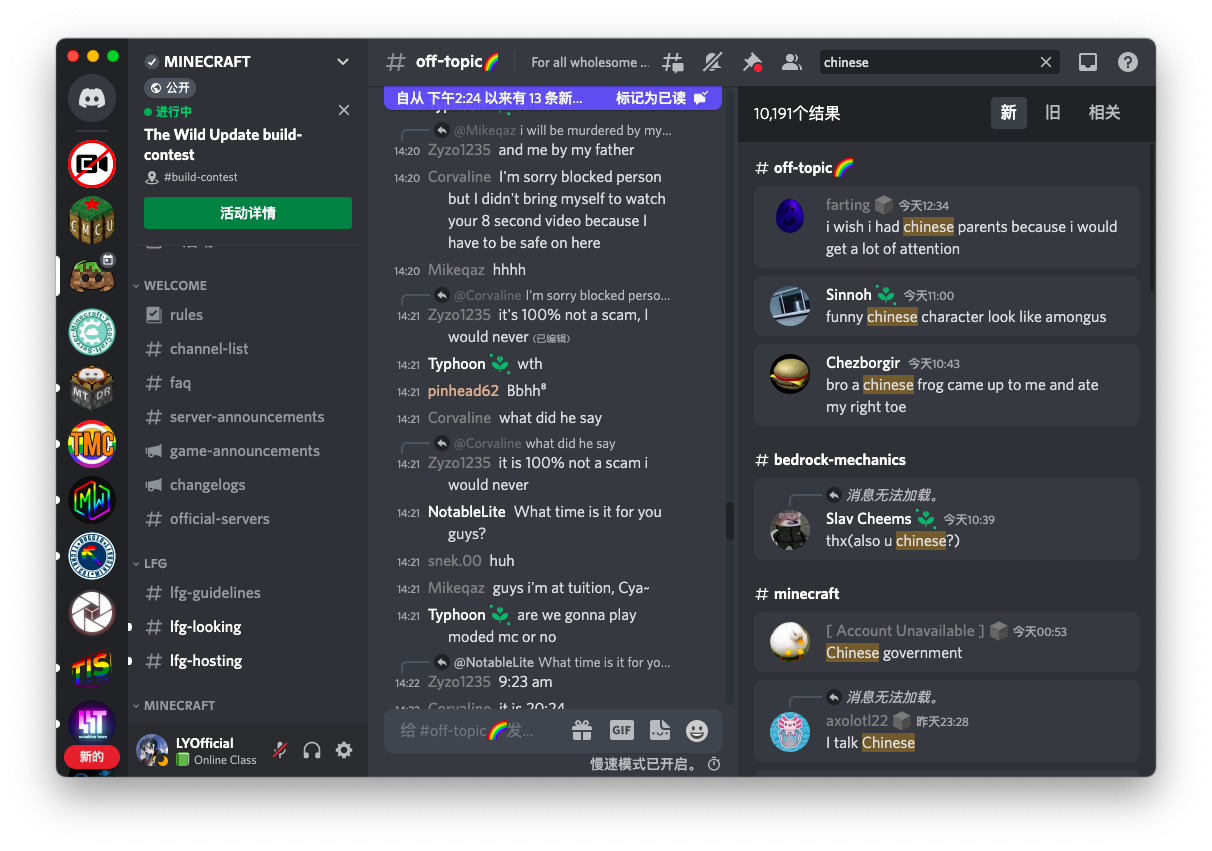 MINECRAFT
公开
进行中
The Wild Update build-
contest
#build-contest
活动详情
WELCOME
rules
channel-list
faq
server-announcements
game-announcements
changelogs
official-servers
LFG
lfg-guidelines
lfg-looking
lfg-hosting
MINECRAFT
CMCU
MT DR
TMC
MW
TIS
新的
LYOfficial
Online Class
off-topic🌈
For all wholesome ...
chinese
自从 下午2:24 以来有 13 条新... 标记为已读
@Mikeqaz i will be murdered by my...
14:20 Zyzo1235 and me by my father
14:20 Corvaline I'm sorry blocked person
but I didn't bring myself to watch
your 8 second video because I
have to be safe on here
14:20 Mikeqaz hhhh
@Corvaline I'm sorry blocked perso...
14:21 Zyzo1235 it's 100% not a scam, I
would never (已编辑)
14:21 Typhoon wth
14:21 pinhead62 Bbhh⁸
14:21 Corvaline what did he say
@Corvaline what did he say
14:21 Zyzo1235 it is 100% not a scam i
would never
14:21 NotableLite What time is it for you
guys?
14:21 snek.00 huh
14:21 Mikeqaz guys i'm at tuition, Cya~
14:21 Typhoon are we gonna play
moded mc or no
@NotableLite What time is it for yo...
14:22 Zyzo1235 9:23 am
14:22 Corvaline it is 20:24
给 #off-topic🌈发...
GIF
慢速模式已开启。
10,191个结果
新 旧 相关
# off-topic🌈
farting 今天12:34
i wish i had chinese parents because i would
get a lot of attention
Sinnoh 今天11:00
funny chinese character look like amongus
Chezborgir 今天10:43
bro a chinese frog came up to me and ate
my right toe
# bedrock-mechanics
消息无法加载。
Slav Cheems 今天10:39
thx(also u chinese?)
# minecraft
[ Account Unavailable ] 今天00:53
Chinese government
消息无法加载。
axolotl22 昨天23:28
I talk Chinese